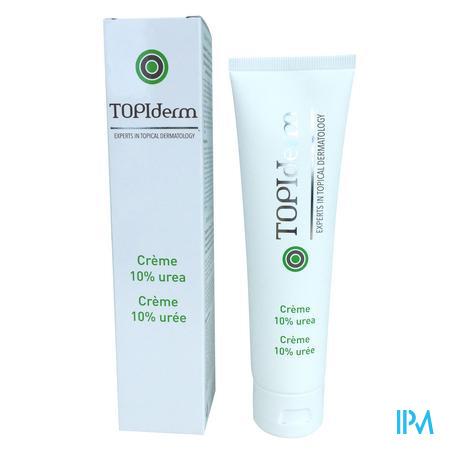 TOPIderm
EXPERTS IN TOPICAL DERMATOLOGY
Crème
10% urea
Crème
10% urée
TOPIderm
EXPERTS IN TOPICAL DERMATOLOGY
Crème
10% urea
Crème
10% urée
IPM